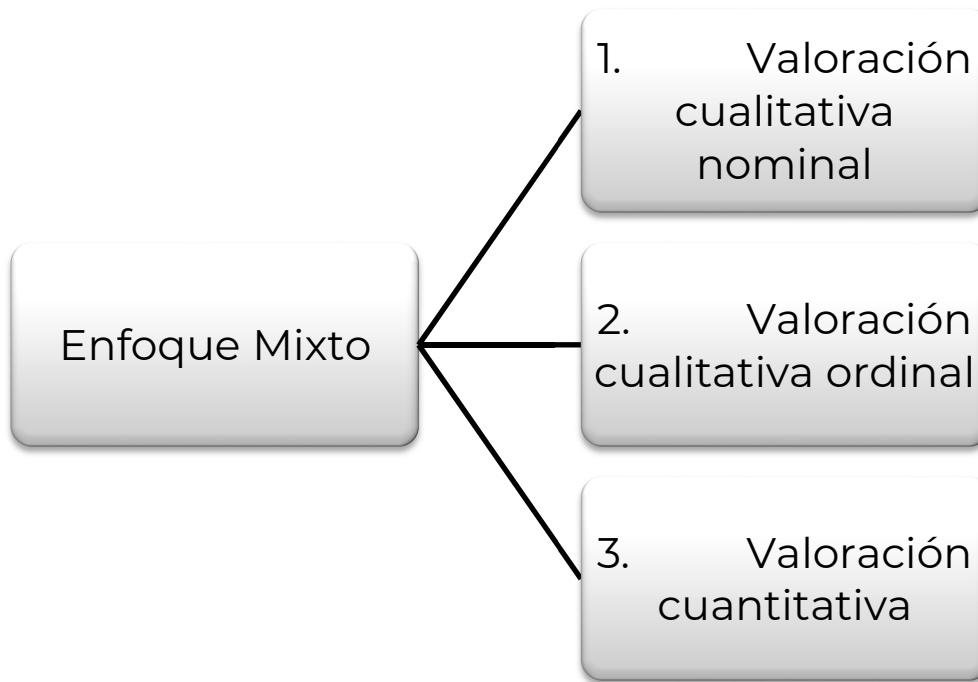 1. Valoración
cualitativa
nominal
Enfoque Mixto
2. Valoración
cualitativa ordinal
3. Valoración
cuantitativa